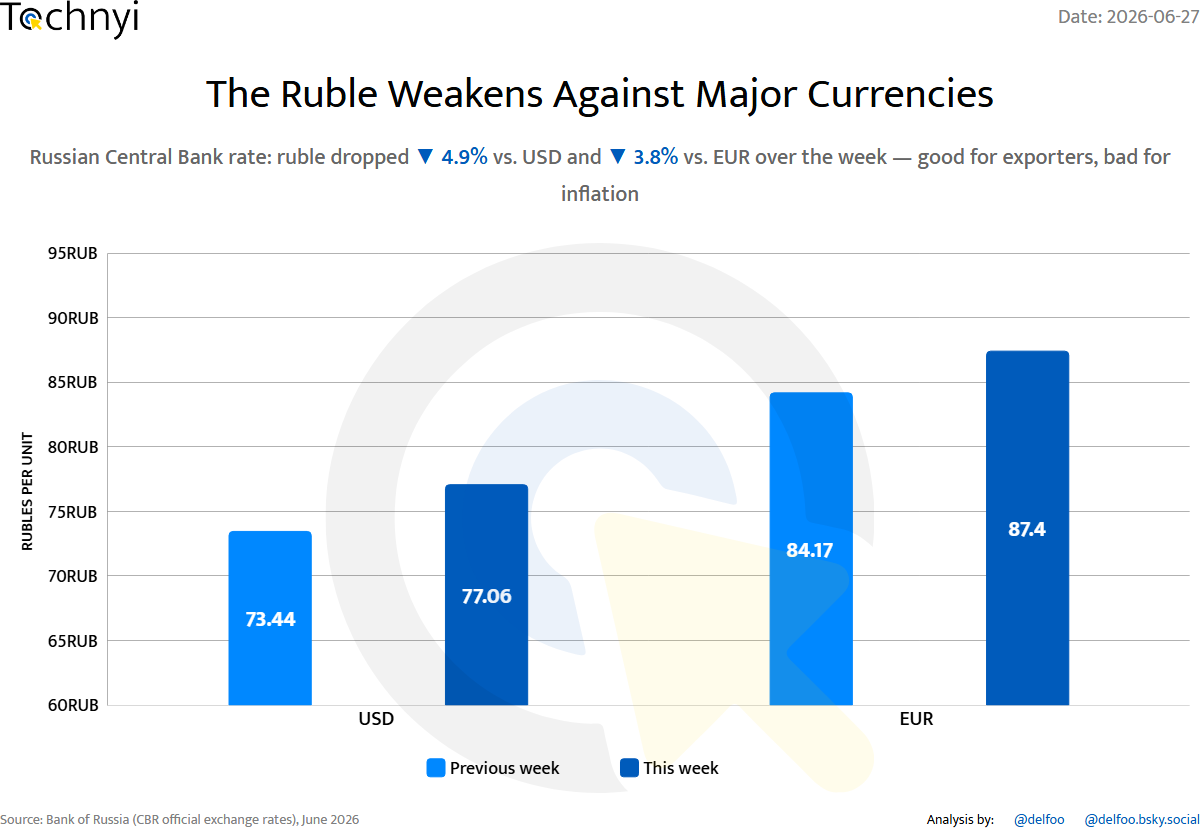 Tochnyi
Date: 2026-06-27
The Ruble Weakens Against Major Currencies
Russian Central Bank rate: ruble dropped ▼ 4.9% vs. USD and ▼ 3.8% vs. EUR over the week — good for exporters, bad for
inflation
95RUB
90RUB
85RUB
80RUB
75RUB
70RUB
65RUB
60RUB
RUBLES PER UNIT
73.44
77.06
84.17
87.4
USD
EUR
Previous week
This week
Source: Bank of Russia (CBR official exchange rates), June 2026
Analysis by: @delfoo @delfoo.bsky.social